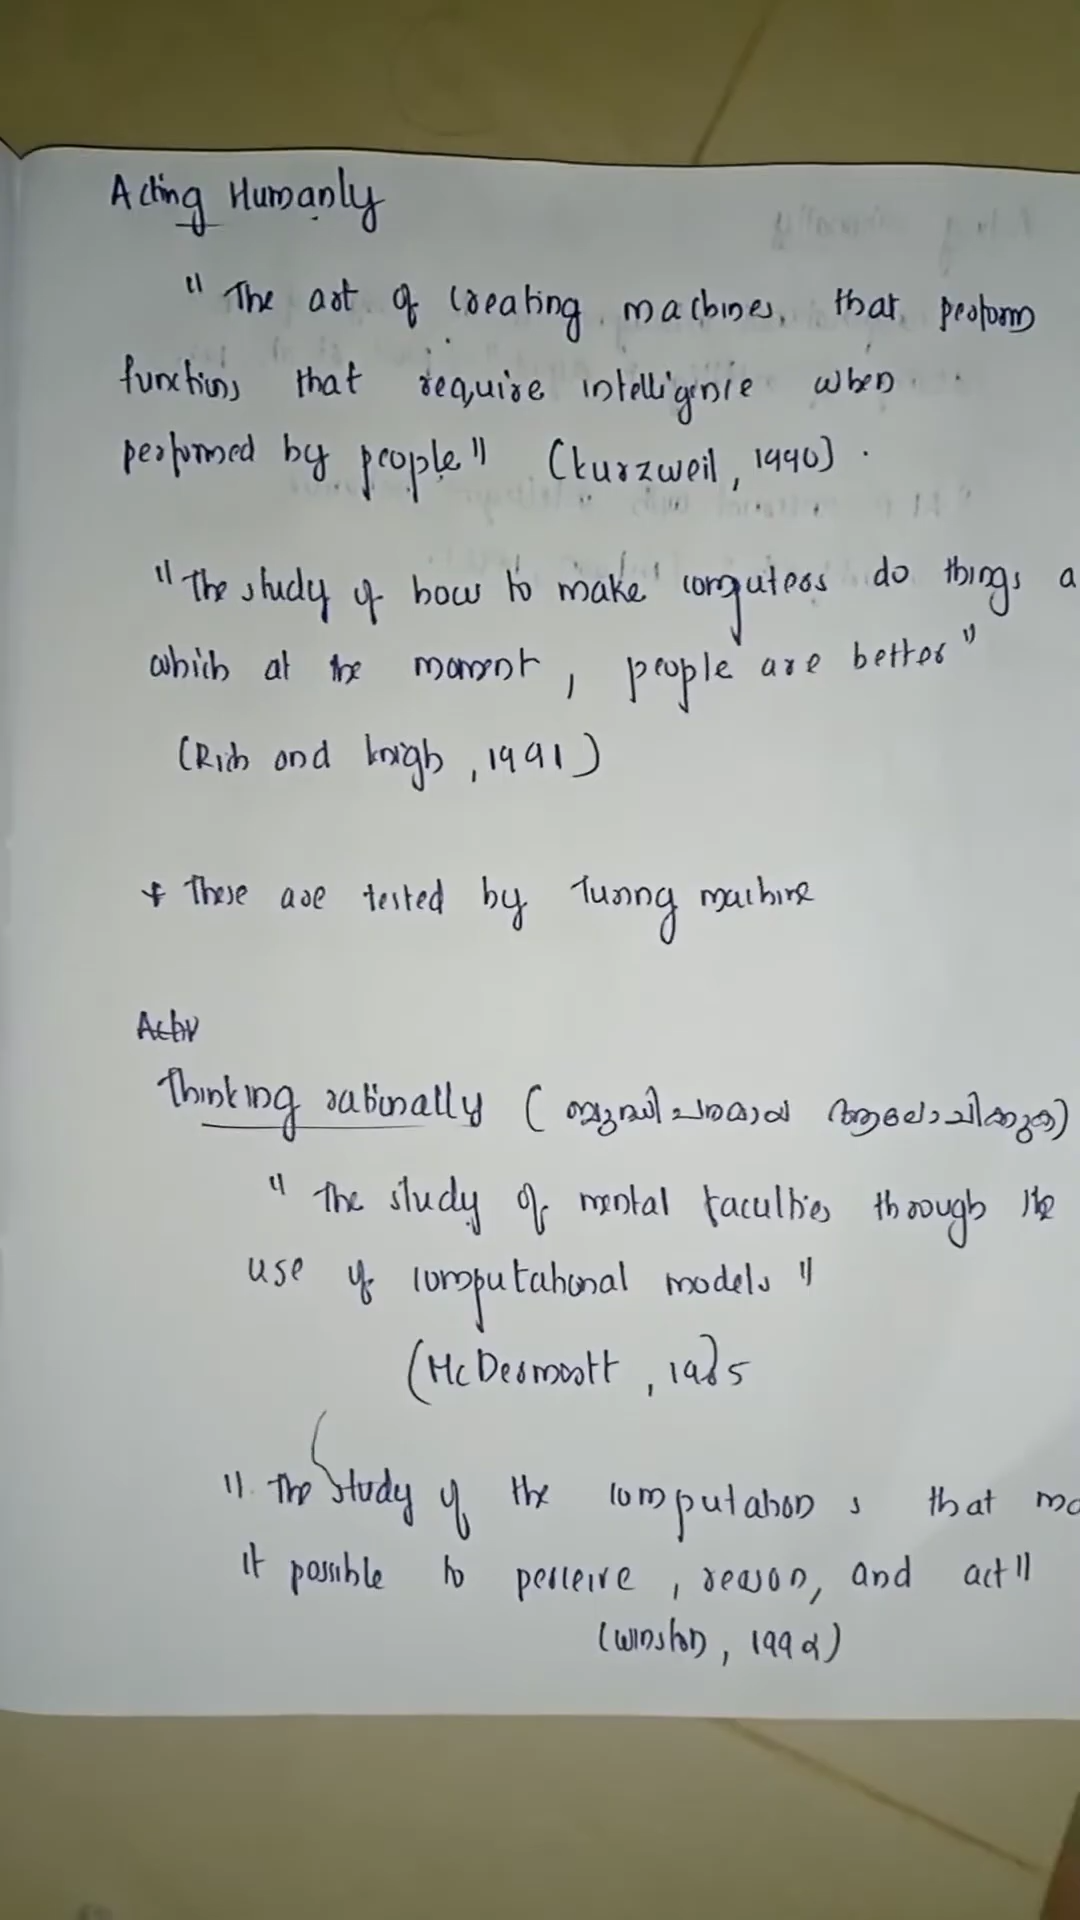 Acting Humanly
"The art of creating machines, that perform
functions that require intelligence when
performed by people" (Kurzweil, 1990).
"The study of how to make computers do things a
which at the moment, people are better"
(Rich and knigh, 1991)
* These are tested by Turing machine
Activ
Thinking rationally (ബുദ്ധിപരമായ ആലോചിക്കുക)
"The study of mental faculties through the
use of computational models"
(McDermott, 1985
"The study of the computations that ma
it possible to perceive, reason, and act"
(Winston, 1992)